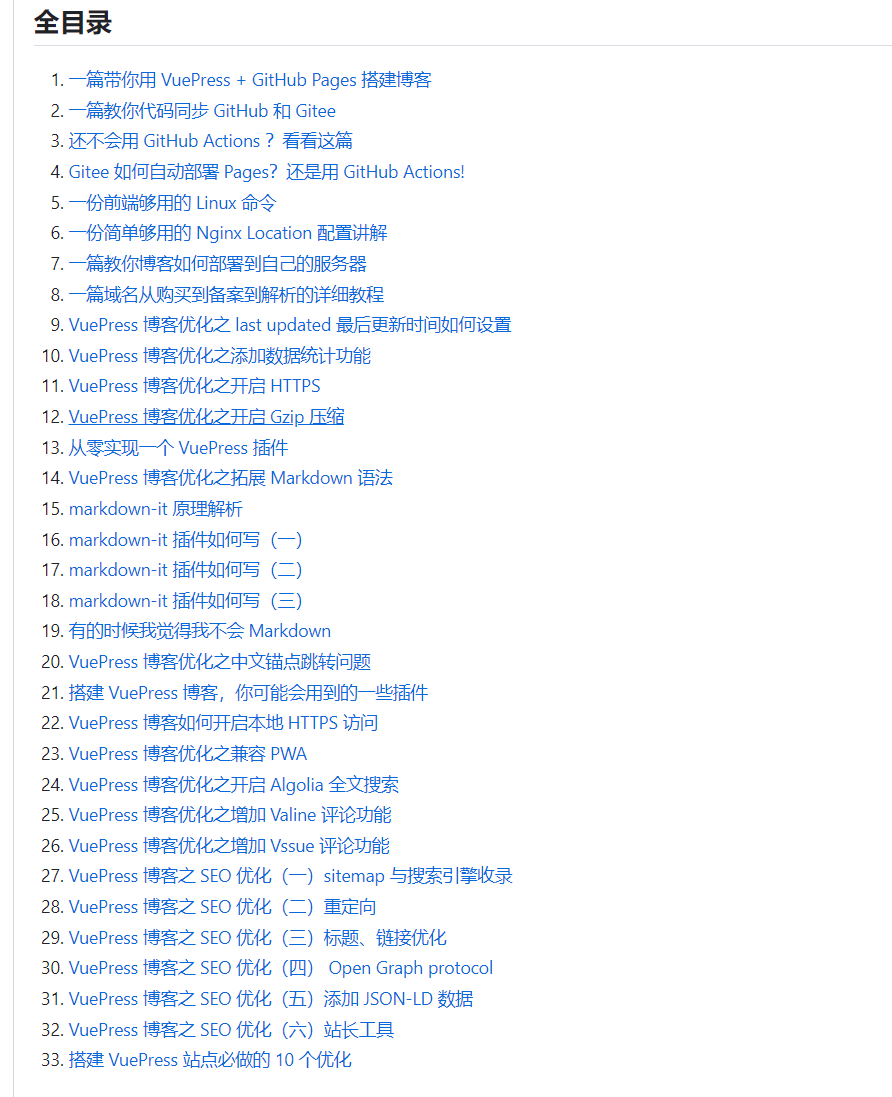 全目录
1. 一篇带你用 VuePress + GitHub Pages 搭建博客
2. 一篇教你代码同步 GitHub 和 Gitee
3. 还不会用 GitHub Actions ？看看这篇
4. Gitee 如何自动部署 Pages？还是用 GitHub Actions!
5. 一份前端够用的 Linux 命令
6. 一份简单够用的 Nginx Location 配置讲解
7. 一篇教你博客如何部署到自己的服务器
8. 一篇域名从购买到备案到解析的详细教程
9. VuePress 博客优化之 last updated 最后更新时间如何设置
10. VuePress 博客优化之添加数据统计功能
11. VuePress 博客优化之开启 HTTPS
12. VuePress 博客优化之开启 Gzip 压缩
13. 从零实现一个 VuePress 插件
14. VuePress 博客优化之拓展 Markdown 语法
15. markdown-it 原理解析
16. markdown-it 插件如何写（一）
17. markdown-it 插件如何写（二）
18. markdown-it 插件如何写（三）
19. 有的时候我觉得我不会 Markdown
20. VuePress 博客优化之中文锚点跳转问题
21. 搭建 VuePress 博客，你可能会用到的一些插件
22. VuePress 博客如何开启本地 HTTPS 访问
23. VuePress 博客优化之兼容 PWA
24. VuePress 博客优化之开启 Algolia 全文搜索
25. VuePress 博客优化之增加 Valine 评论功能
26. VuePress 博客优化之增加 Vssue 评论功能
27. VuePress 博客之 SEO 优化（一）sitemap 与搜索引擎收录
28. VuePress 博客之 SEO 优化（二）重定向
29. VuePress 博客之 SEO 优化（三）标题、链接优化
30. VuePress 博客之 SEO 优化（四） Open Graph protocol
31. VuePress 博客之 SEO 优化（五）添加 JSON-LD 数据
32. VuePress 博客之 SEO 优化（六）站长工具
33. 搭建 VuePress 站点必做的 10 个优化